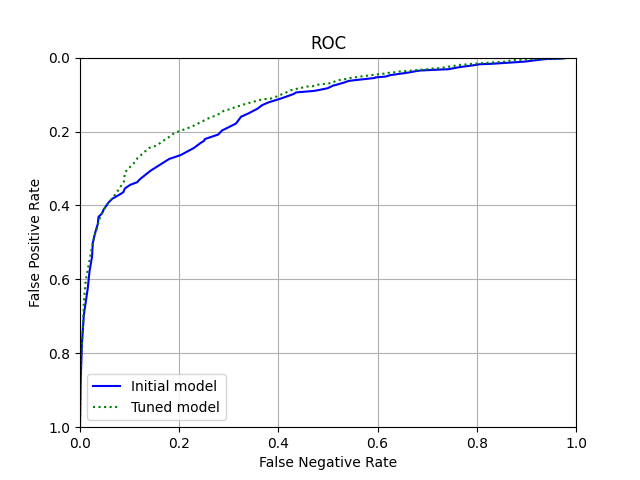 ROC
0.0
0.2
0.4
0.6
0.8
1.0
False Positive Rate
Initial model
Tuned model
0.0 0.2 0.4 0.6 0.8 1.0
False Negative Rate